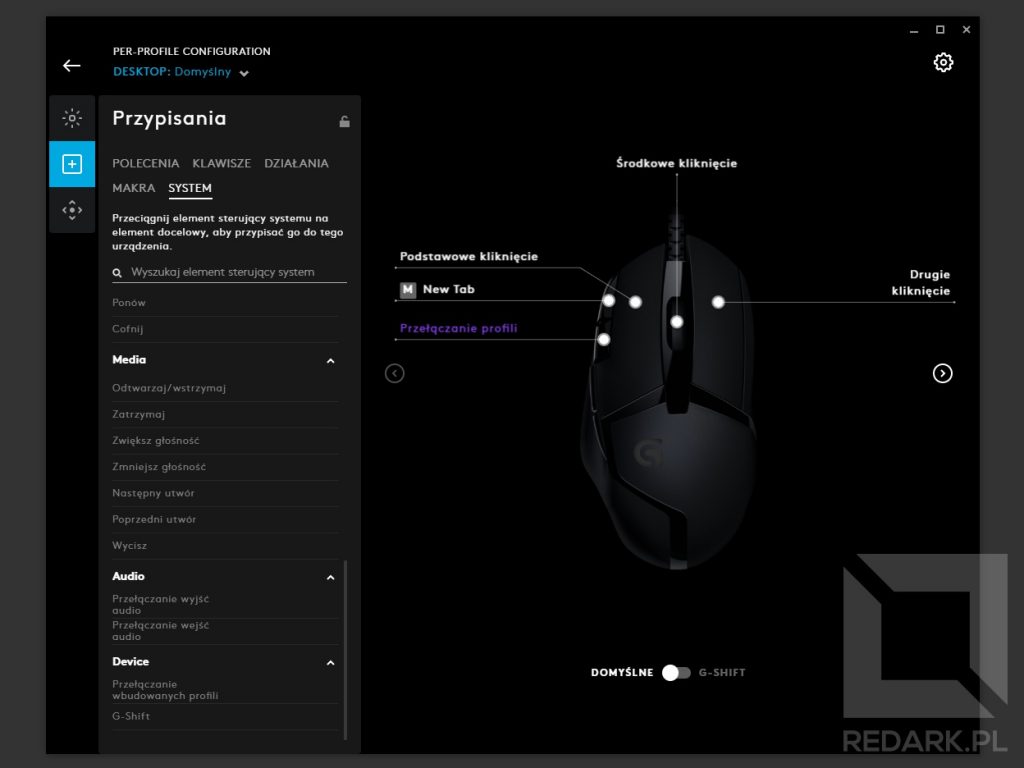 PER-PROFILE CONFIGURATION
DESKTOP: Domyślny
Przypisania
POLECENIA KLAWISZE DZIAŁANIA
MAKRA SYSTEM
Przeciągnij element sterujący systemu na
element docelowy, aby przypisać go do tego
urządzenia.
Wyszukaj element sterujący system
Ponów
Cofnij
Media
Odtwarzaj/wstrzymaj
Zatrzymaj
Zwiększ głośność
Zmniejsz głośność
Następny utwór
Poprzedni utwór
Wycisz
Audio
Przełączanie wyjść
audio
Przełączanie wejść
audio
Device
Przełączanie
wbudowanych profili
G-Shift
Środkowe kliknięcie
Podstawowe kliknięcie
M New Tab
Przełączanie profili
Drugie
kliknięcie
DOMYŚLNE G-SHIFT
REDARK.PL